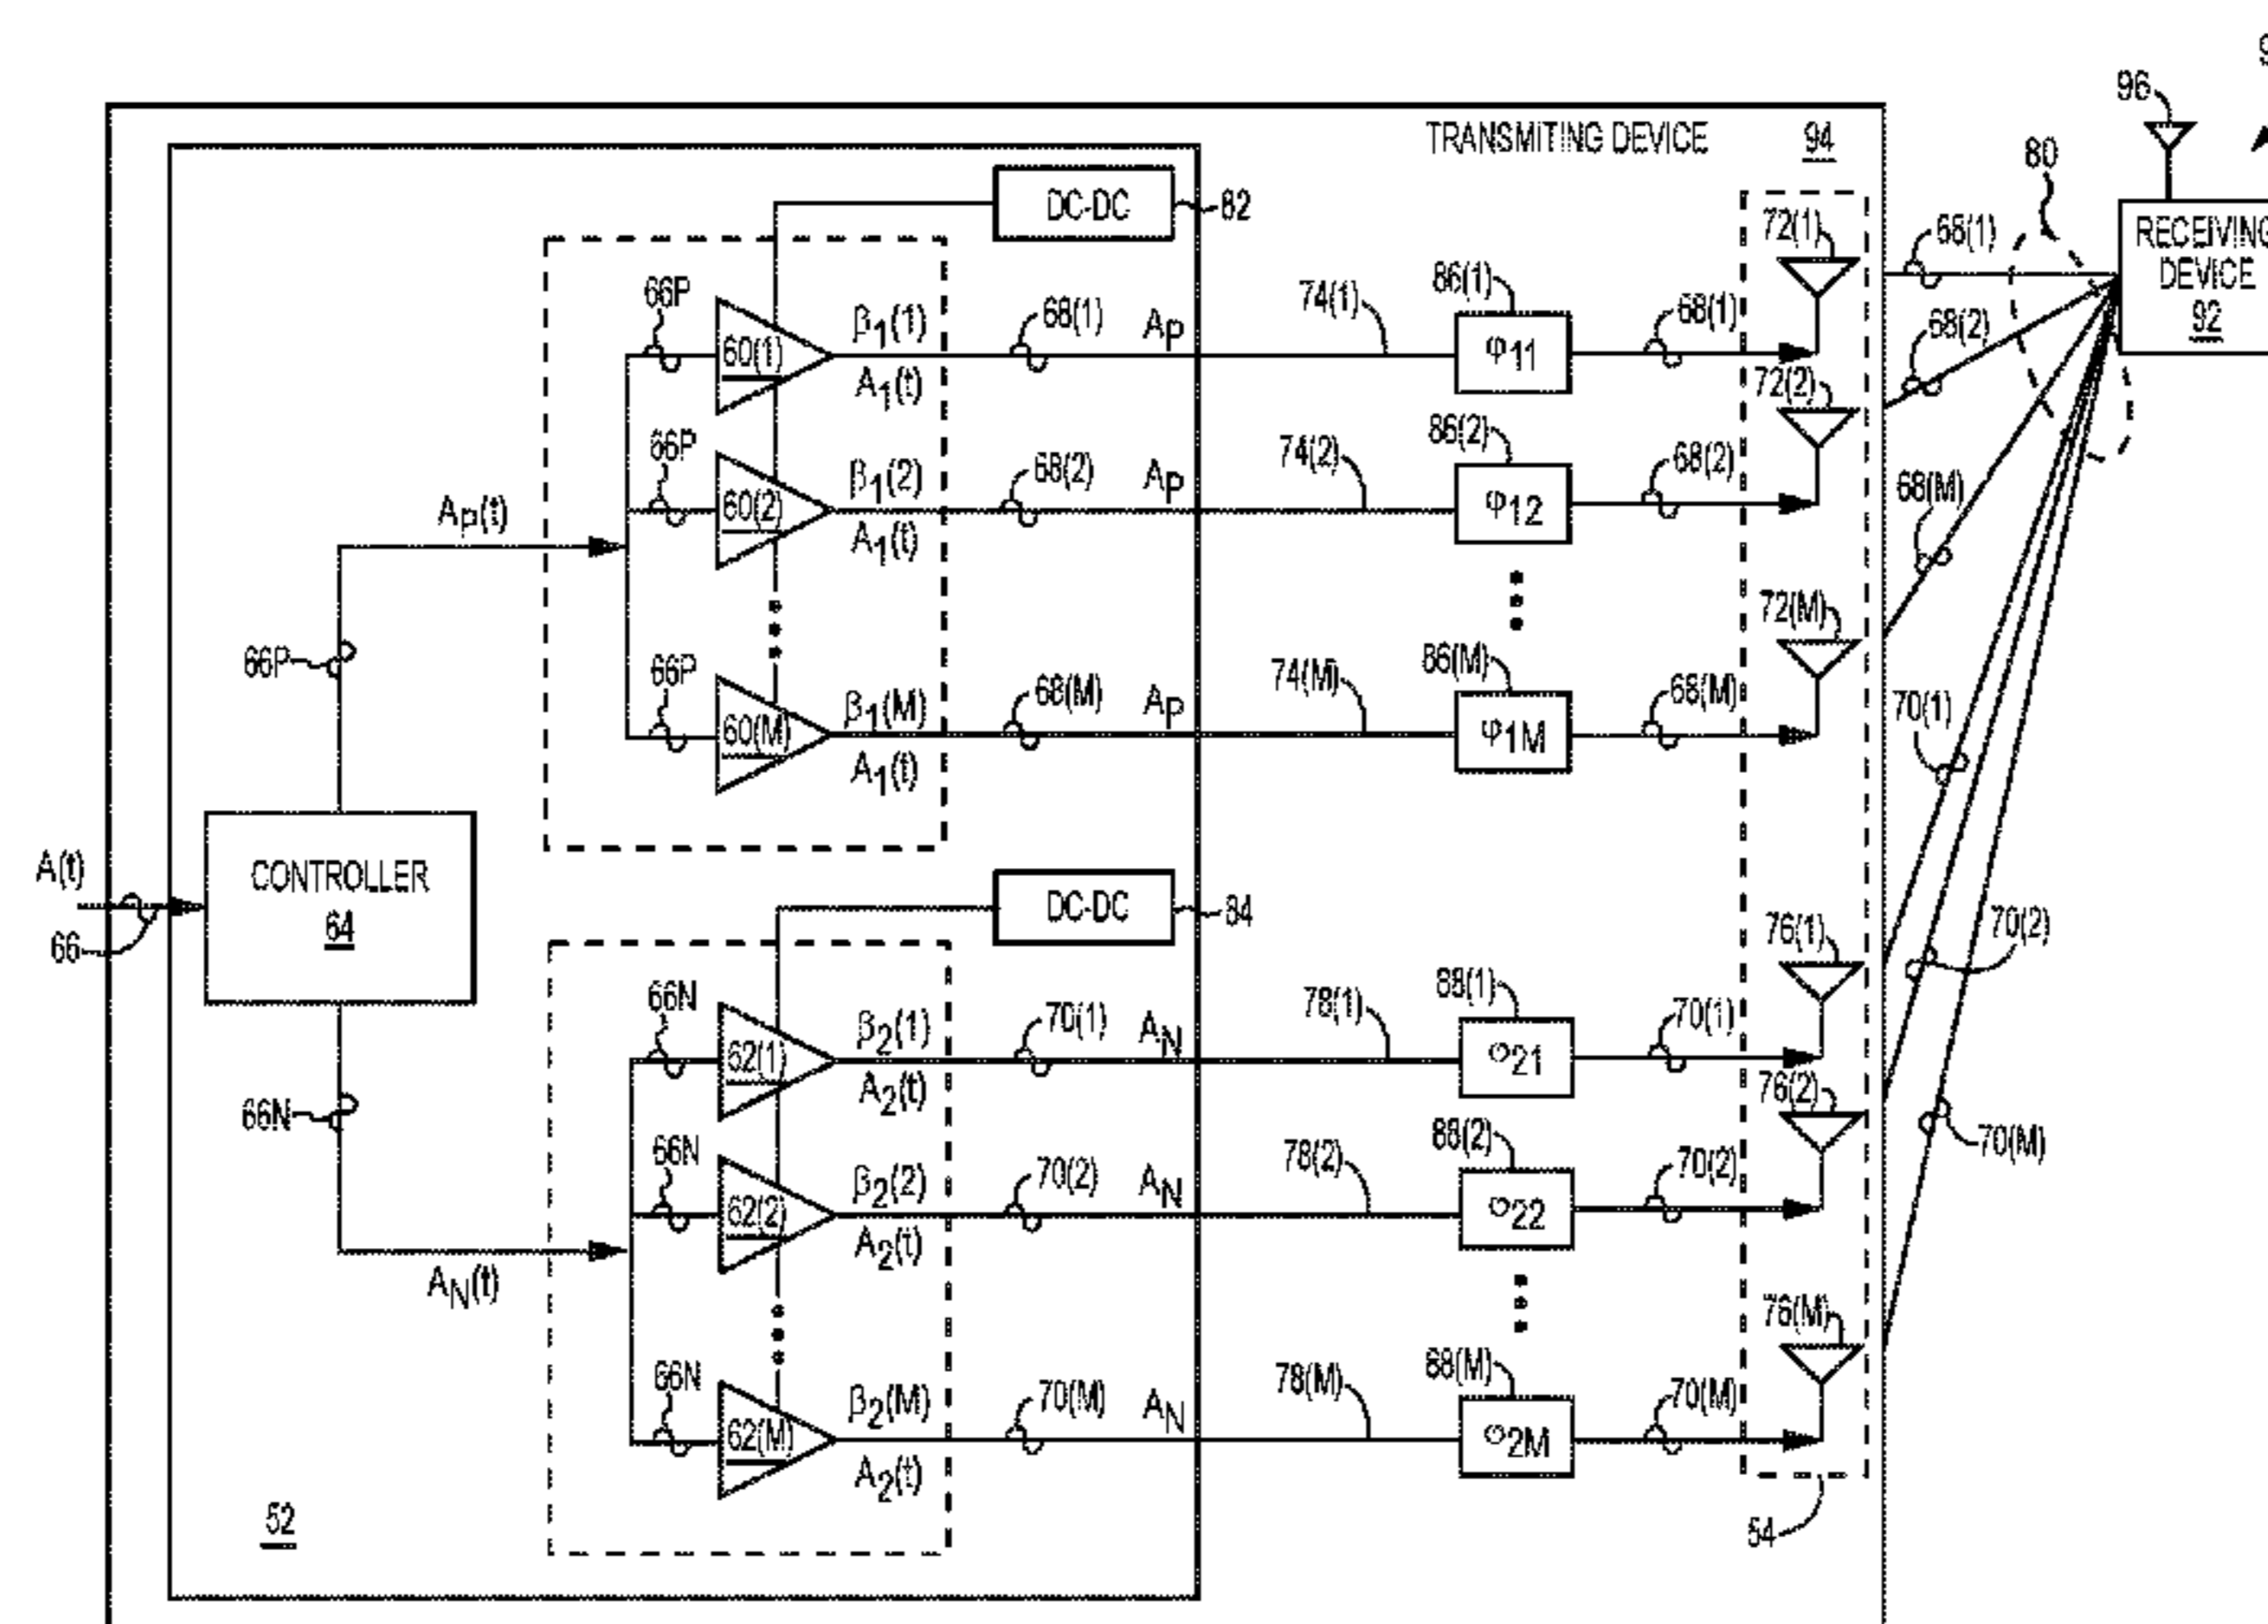 9
96
TRANSMITING DEVICE 94
80
DC-DC 82
72(1)
68(1)
RECEIVING
DEVICE
92
66P 60(1) β1(1) A1(t) 68(1) AP 74(1) 86(1) φ11 68(1)
68(2)
72(2)
66P 60(2) β1(2) A1(t) 68(2) AP 74(2) 86(2) φ12 68(2)
AP(t)
68(M)
72(M)
66P
66P 60(M) β1(M) A1(t) 68(M) AP 74(M) 86(M) φ1M 68(M)
70(1)
A(t)
66
CONTROLLER
64
DC-DC 84
70(2)
76(1)
66N 62(1) β2(1) A2(t) 70(1) AN 78(1) 88(1) φ21 70(1)
66N
76(2)
70(M)
66N 62(2) β2(2) A2(t) 70(2) AN 78(2) 88(2) φ22 70(2)
AN(t)
76(M)
66N 62(M) β2(M) A2(t) 70(M) AN 78(M) 88(M) φ2M 70(M)
52
54